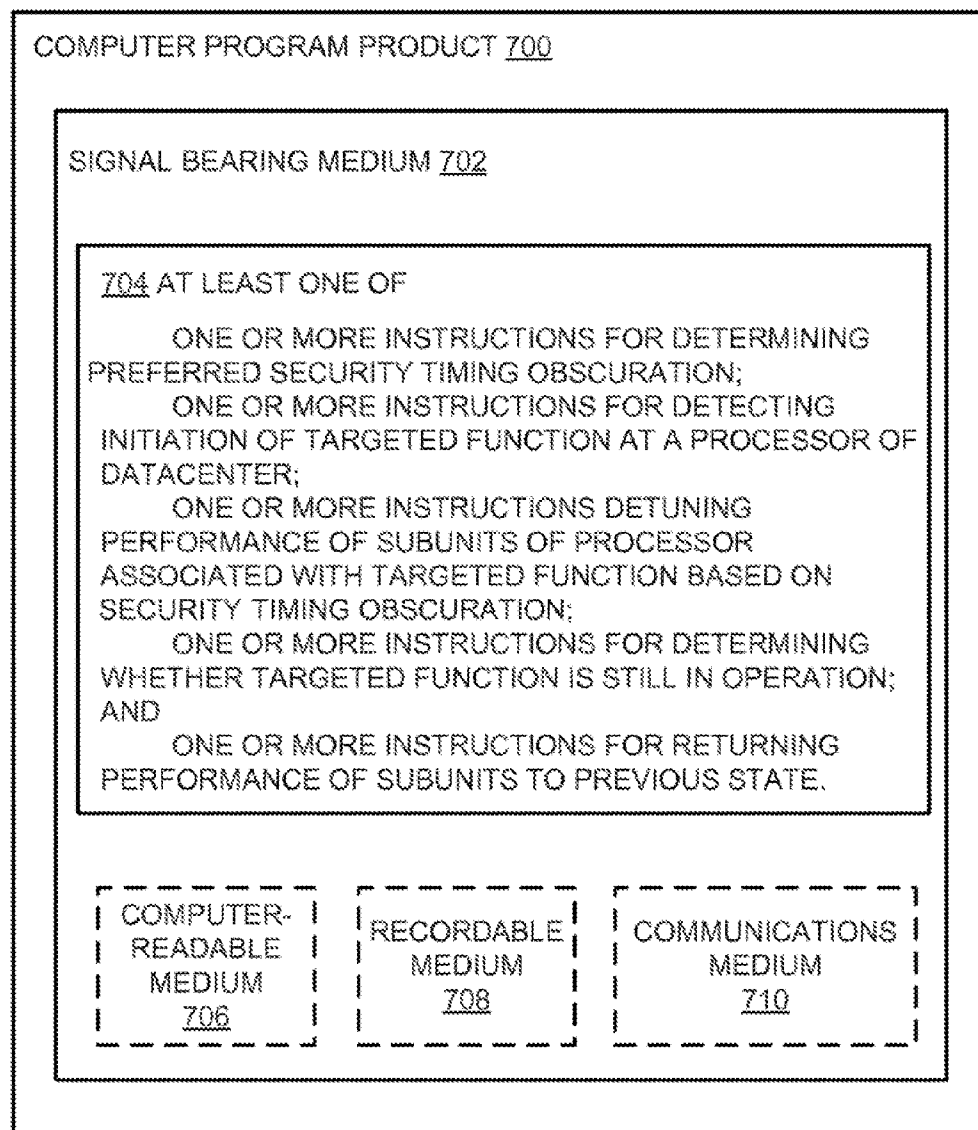 COMPUTER PROGRAM PRODUCT 700
SIGNAL BEARING MEDIUM 702
704 AT LEAST ONE OF
ONE OR MORE INSTRUCTIONS FOR DETERMINING
PREFERRED SECURITY TIMING OBSCURATION;
ONE OR MORE INSTRUCTIONS FOR DETECTING
INITIATION OF TARGETED FUNCTION AT A PROCESSOR OF
DATACENTER;
ONE OR MORE INSTRUCTIONS DETUNING
PERFORMANCE OF SUBUNITS OF PROCESSOR
ASSOCIATED WITH TARGETED FUNCTION BASED ON
SECURITY TIMING OBSCURATION;
ONE OR MORE INSTRUCTIONS FOR DETERMINING
WHETHER TARGETED FUNCTION IS STILL IN OPERATION;
AND
ONE OR MORE INSTRUCTIONS FOR RETURNING
PERFORMANCE OF SUBUNITS TO PREVIOUS STATE.
COMPUTER-
READABLE
MEDIUM
706
RECORDABLE
MEDIUM
708
COMMUNICATIONS
MEDIUM
710